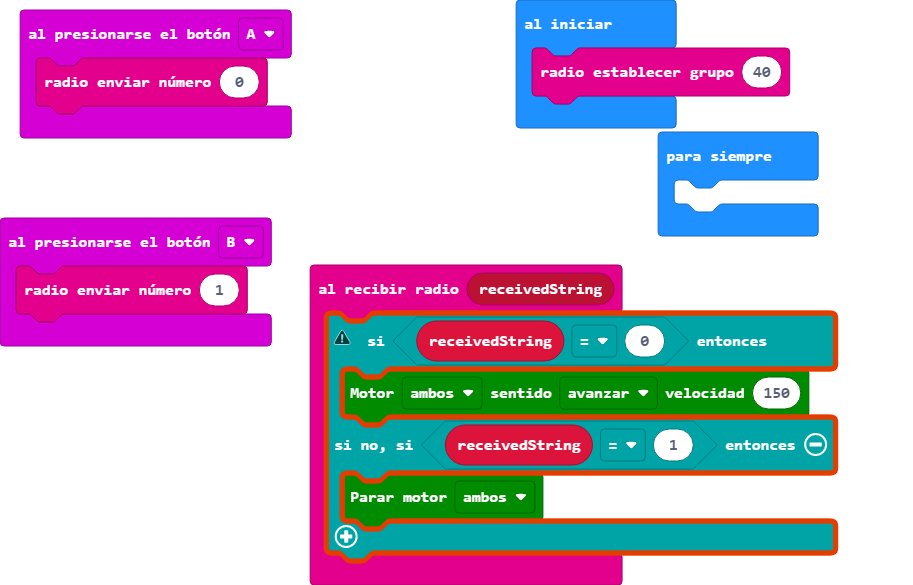 al presionarse el botón A
radio enviar número 0
al iniciar
radio establecer grupo 40
para siempre
al presionarse el botón B
radio enviar número 1
al recibir radio receivedString
si receivedString = 0 entonces
Motor ambos sentido avanzar velocidad 150
si no, si receivedString = 1 entonces
Parar motor ambos